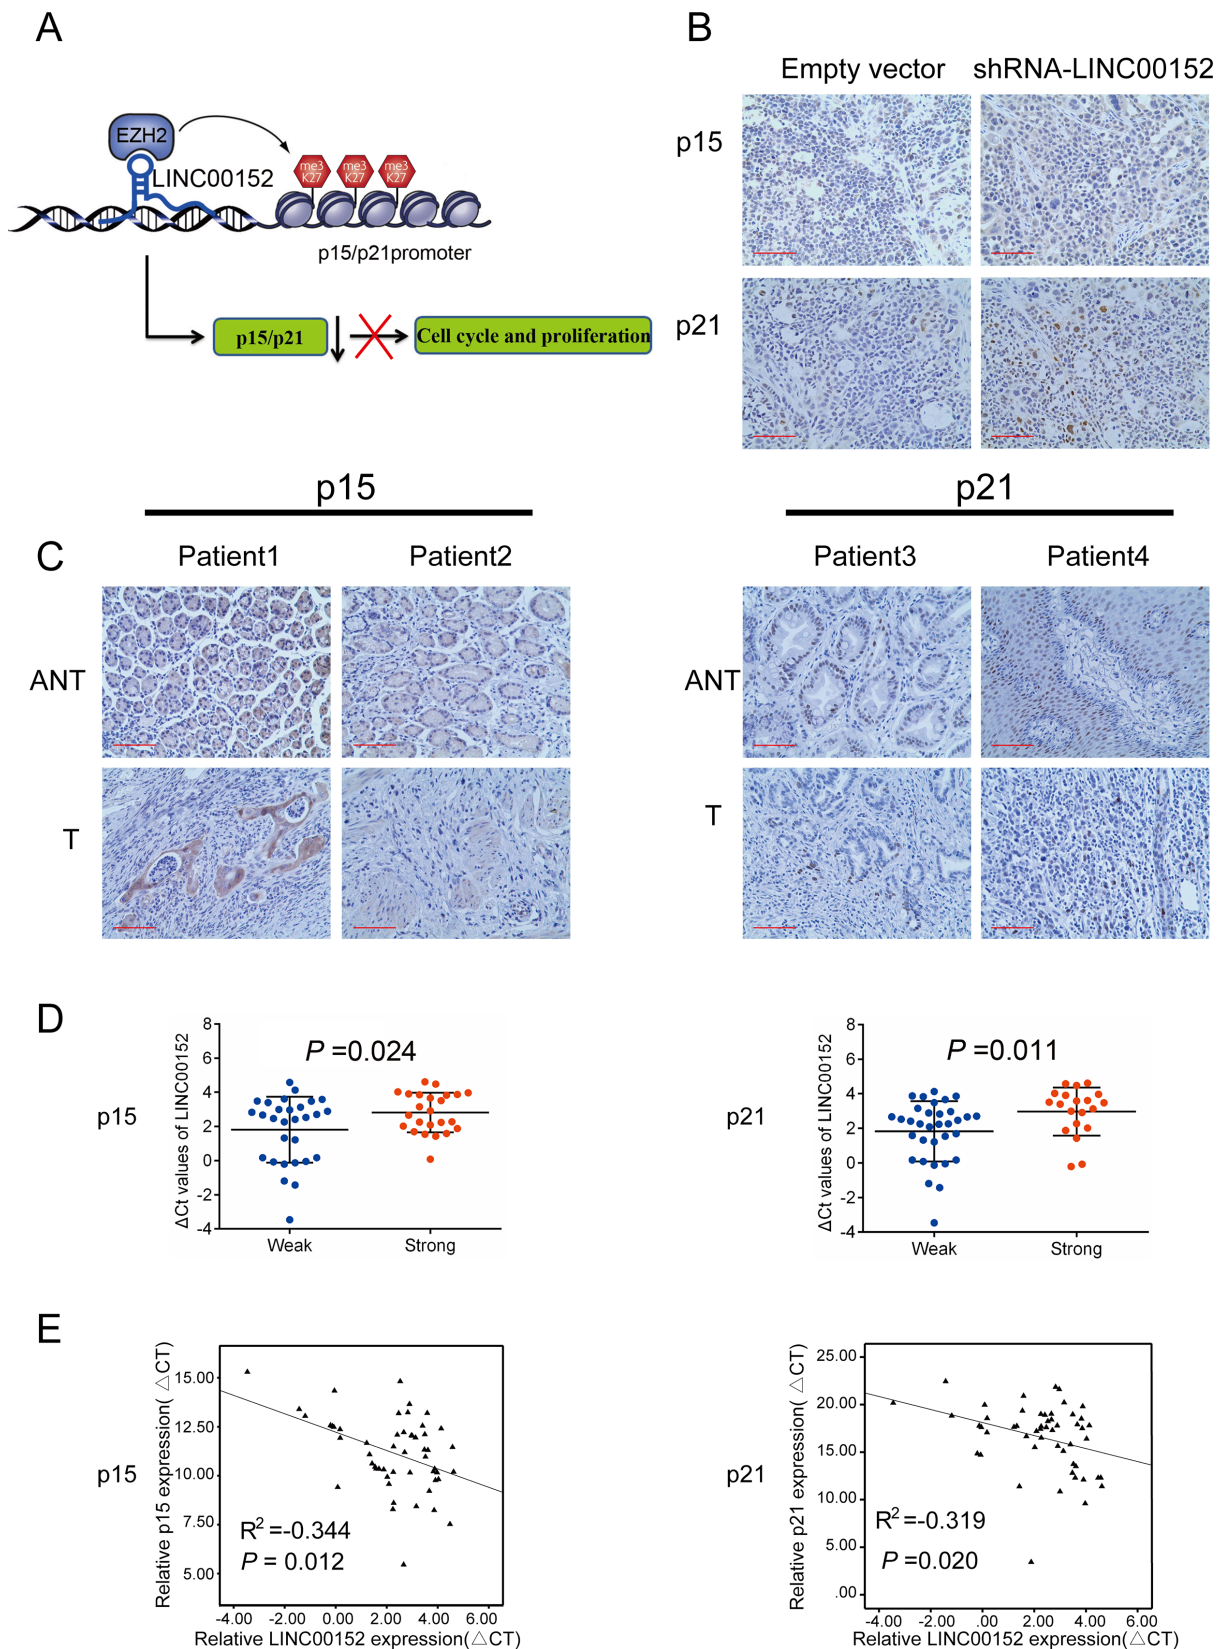 A
EZH2
LINC00152
me3 K27
me3 K27
me3 K27
p15/p21promoter
p15/p21
Cell cycle and proliferation
B
Empty vector
shRNA-LINC00152
p15
p21
C
p15
p21
Patient1
Patient2
Patient3
Patient4
ANT
ANT
T
T
D
p15
ΔCt values of LINC00152
8
6
4
2
0
-2
-4
P =0.024
Weak
Strong
p21
ΔCt values of LINC00152
8
6
4
2
0
-2
-4
P =0.011
Weak
Strong
E
p15
Relative p15 expression( △CT)
15.00
12.50
10.00
7.50
5.00
R² =-0.344
P = 0.012
-4.00 -2.00 0.00 2.00 4.00 6.00
Relative LINC00152 expression(△CT)
p21
Relative p21 expression( △CT)
25.00
20.00
15.00
10.00
5.00
.00
R² =-0.319
P =0.020
-4.00 -2.00 .00 2.00 4.00 6.00
Relative LINC00152 expression(△CT)